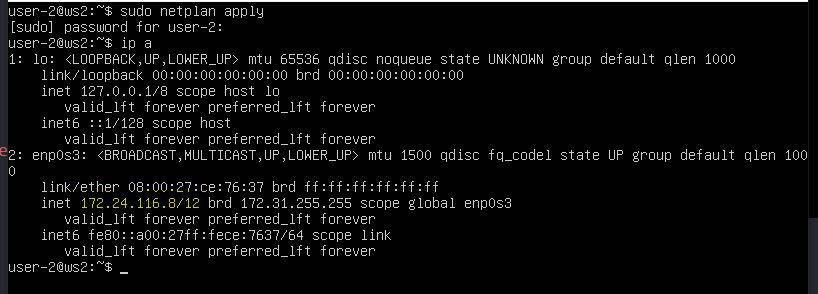 user-2@ws2:~$ sudo netplan apply
[sudo] password for user-2:
user-2@ws2:~$ ip a
1: lo: <LOOPBACK,UP,LOWER_UP> mtu 65536 qdisc noqueue state UNKNOWN group default qlen 1000
    link/loopback 00:00:00:00:00:00 brd 00:00:00:00:00:00
    inet 127.0.0.1/8 scope host lo
       valid_lft forever preferred_lft forever
    inet6 ::1/128 scope host
       valid_lft forever preferred_lft forever
2: enp0s3: <BROADCAST,MULTICAST,UP,LOWER_UP> mtu 1500 qdisc fq_codel state UP group default qlen 100
0
    link/ether 08:00:27:ce:76:37 brd ff:ff:ff:ff:ff:ff
    inet 172.24.116.8/12 brd 172.31.255.255 scope global enp0s3
       valid_lft forever preferred_lft forever
    inet6 fe80::a00:27ff:fece:7637/64 scope link
       valid_lft forever preferred_lft forever
user-2@ws2:~$ _